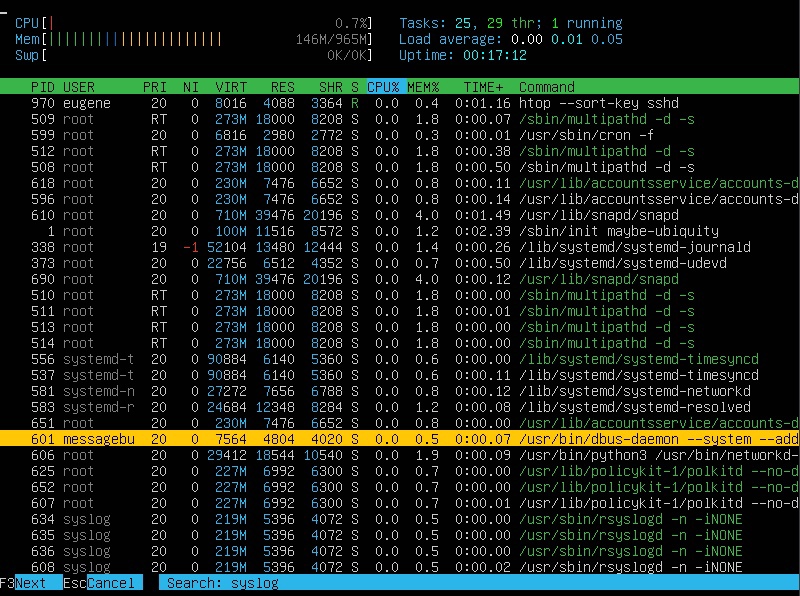 CPU[| 0.7%] Tasks: 25, 29 thr; 1 running
Mem[|||||||||||||||||||||| 146M/965M] Load average: 0.00 0.01 0.05
Swp[ 0K/0K] Uptime: 00:17:12
PID USER PRI NI VIRT RES SHR S CPU% MEM% TIME+ Command
970 eugene 20 0 8016 4088 3364 R 0.0 0.4 0:01.16 htop --sort-key sshd
509 root RT 0 273M 18000 8208 S 0.0 1.8 0:00.07 /sbin/multipathd -d -s
599 root 20 0 6816 2980 2772 S 0.0 0.3 0:00.01 /usr/sbin/cron -f
512 root RT 0 273M 18000 8208 S 0.0 1.8 0:00.38 /sbin/multipathd -d -s
508 root RT 0 273M 18000 8208 S 0.0 1.8 0:00.50 /sbin/multipathd -d -s
618 root 20 0 230M 7476 6652 S 0.0 0.8 0:00.11 /usr/lib/accountsservice/accounts-d
596 root 20 0 230M 7476 6652 S 0.0 0.8 0:00.14 /usr/lib/accountsservice/accounts-d
610 root 20 0 710M 39476 20196 S 0.0 4.0 0:01.49 /usr/lib/snapd/snapd
1 root 20 0 100M 11516 8572 S 0.0 1.2 0:02.39 /sbin/init maybe-ubiquity
338 root 19 -1 52104 13480 12444 S 0.0 1.4 0:00.26 /lib/systemd/systemd-journald
373 root 20 0 22756 6512 4352 S 0.0 0.7 0:00.50 /lib/systemd/systemd-udevd
690 root 20 0 710M 39476 20196 S 0.0 4.0 0:00.12 /usr/lib/snapd/snapd
510 root RT 0 273M 18000 8208 S 0.0 1.8 0:00.00 /sbin/multipathd -d -s
511 root RT 0 273M 18000 8208 S 0.0 1.8 0:00.00 /sbin/multipathd -d -s
513 root RT 0 273M 18000 8208 S 0.0 1.8 0:00.00 /sbin/multipathd -d -s
514 root RT 0 273M 18000 8208 S 0.0 1.8 0:00.00 /sbin/multipathd -d -s
556 systemd-t 20 0 90884 6140 5360 S 0.0 0.6 0:00.00 /lib/systemd/systemd-timesyncd
537 systemd-t 20 0 90884 6140 5360 S 0.0 0.6 0:00.11 /lib/systemd/systemd-timesyncd
581 systemd-n 20 0 27272 7656 6788 S 0.0 0.8 0:00.12 /lib/systemd/systemd-networkd
583 systemd-r 20 0 24684 12348 8284 S 0.0 1.2 0:00.08 /lib/systemd/systemd-resolved
651 root 20 0 230M 7476 6652 S 0.0 0.8 0:00.00 /usr/lib/accountsservice/accounts-d
601 messagebu 20 0 7564 4804 4020 S 0.0 0.5 0:00.07 /usr/bin/dbus-daemon --system --add
606 root 20 0 29412 18544 10540 S 0.0 1.9 0:00.09 /usr/bin/python3 /usr/bin/networkd-
625 root 20 0 227M 6992 6300 S 0.0 0.7 0:00.00 /usr/lib/policykit-1/polkitd --no-d
652 root 20 0 227M 6992 6300 S 0.0 0.7 0:00.00 /usr/lib/policykit-1/polkitd --no-d
607 root 20 0 227M 6992 6300 S 0.0 0.7 0:00.01 /usr/lib/policykit-1/polkitd --no-d
634 syslog 20 0 219M 5396 4072 S 0.0 0.5 0:00.00 /usr/sbin/rsyslogd -n -iNONE
635 syslog 20 0 219M 5396 4072 S 0.0 0.5 0:00.00 /usr/sbin/rsyslogd -n -iNONE
636 syslog 20 0 219M 5396 4072 S 0.0 0.5 0:00.00 /usr/sbin/rsyslogd -n -iNONE
608 syslog 20 0 219M 5396 4072 S 0.0 0.5 0:00.02 /usr/sbin/rsyslogd -n -iNONE
F3Next EscCancel Search: syslog